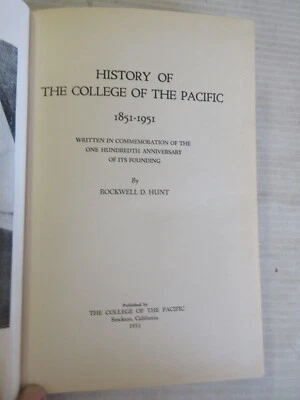 HISTORY OF
THE COLLEGE OF THE PACIFIC
1851-1951
WRITTEN IN COMMEMORATION OF THE
ONE HUNDREDTH ANNIVERSARY
OF ITS FOUNDING
By
ROCKWELL D. HUNT
Published by
THE COLLEGE OF THE PACIFIC
Stockton, California
1951